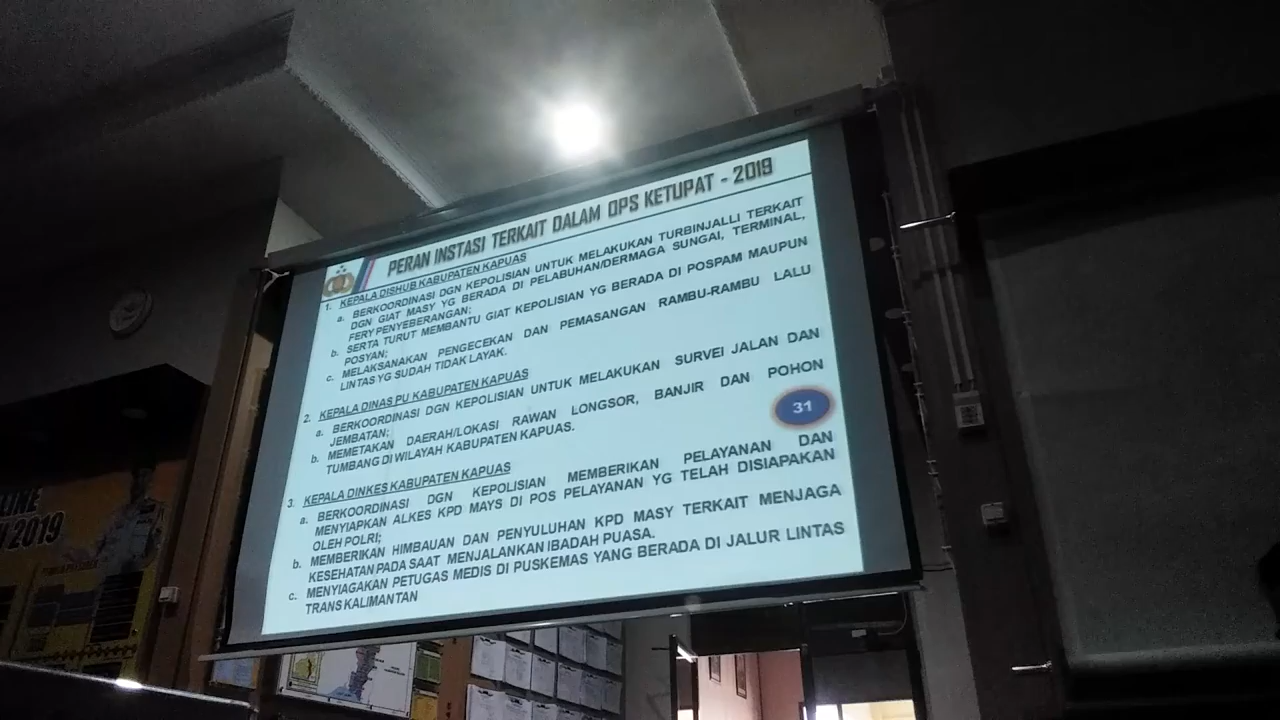 PERAN INSTASI TERKAIT DALAM OPS KETUPAT - 2019
1. KEPALA DISHUB KABUPATEN KAPUAS
a. BERKOORDINASI DGN KEPOLISIAN UNTUK MELAKUKAN TURBINJALLI TERKAIT
DGN GIAT MASY YG BERADA DI PELABUHAN/DERMAGA SUNGAI, TERMINAL,
FERY PENYEBERANGAN;
b. SERTA TURUT MEMBANTU GIAT KEPOLISIAN YG BERADA DI POSPAM MAUPUN
POSYAN;
c. MELAKSANAKAN PENGECEKAN DAN PEMASANGAN RAMBU-RAMBU LALU
LINTAS YG SUDAH TIDAK LAYAK.
2. KEPALA DINAS PU KABUPATEN KAPUAS
a. BERKOORDINASI DGN KEPOLISIAN UNTUK MELAKUKAN SURVEI JALAN DAN
JEMBATAN;
b. MEMETAKAN DAERAH/LOKASI RAWAN LONGSOR, BANJIR DAN POHON
TUMBANG DI WILAYAH KABUPATEN KAPUAS.
31
3. KEPALA DINKES KABUPATEN KAPUAS
a. BERKOORDINASI DGN KEPOLISIAN MEMBERIKAN PELAYANAN DAN
MENYIAPKAN ALKES KPD MAYS DI POS PELAYANAN YG TELAH DISIAPAKAN
OLEH POLRI;
b. MEMBERIKAN HIMBAUAN DAN PENYULUHAN KPD MASY TERKAIT MENJAGA
KESEHATAN PADA SAAT MENJALANKAN IBADAH PUASA.
c. MENYIAGAKAN PETUGAS MEDIS DI PUSKEMAS YANG BERADA DI JALUR LINTAS
TRANS KALIMANTAN
2019